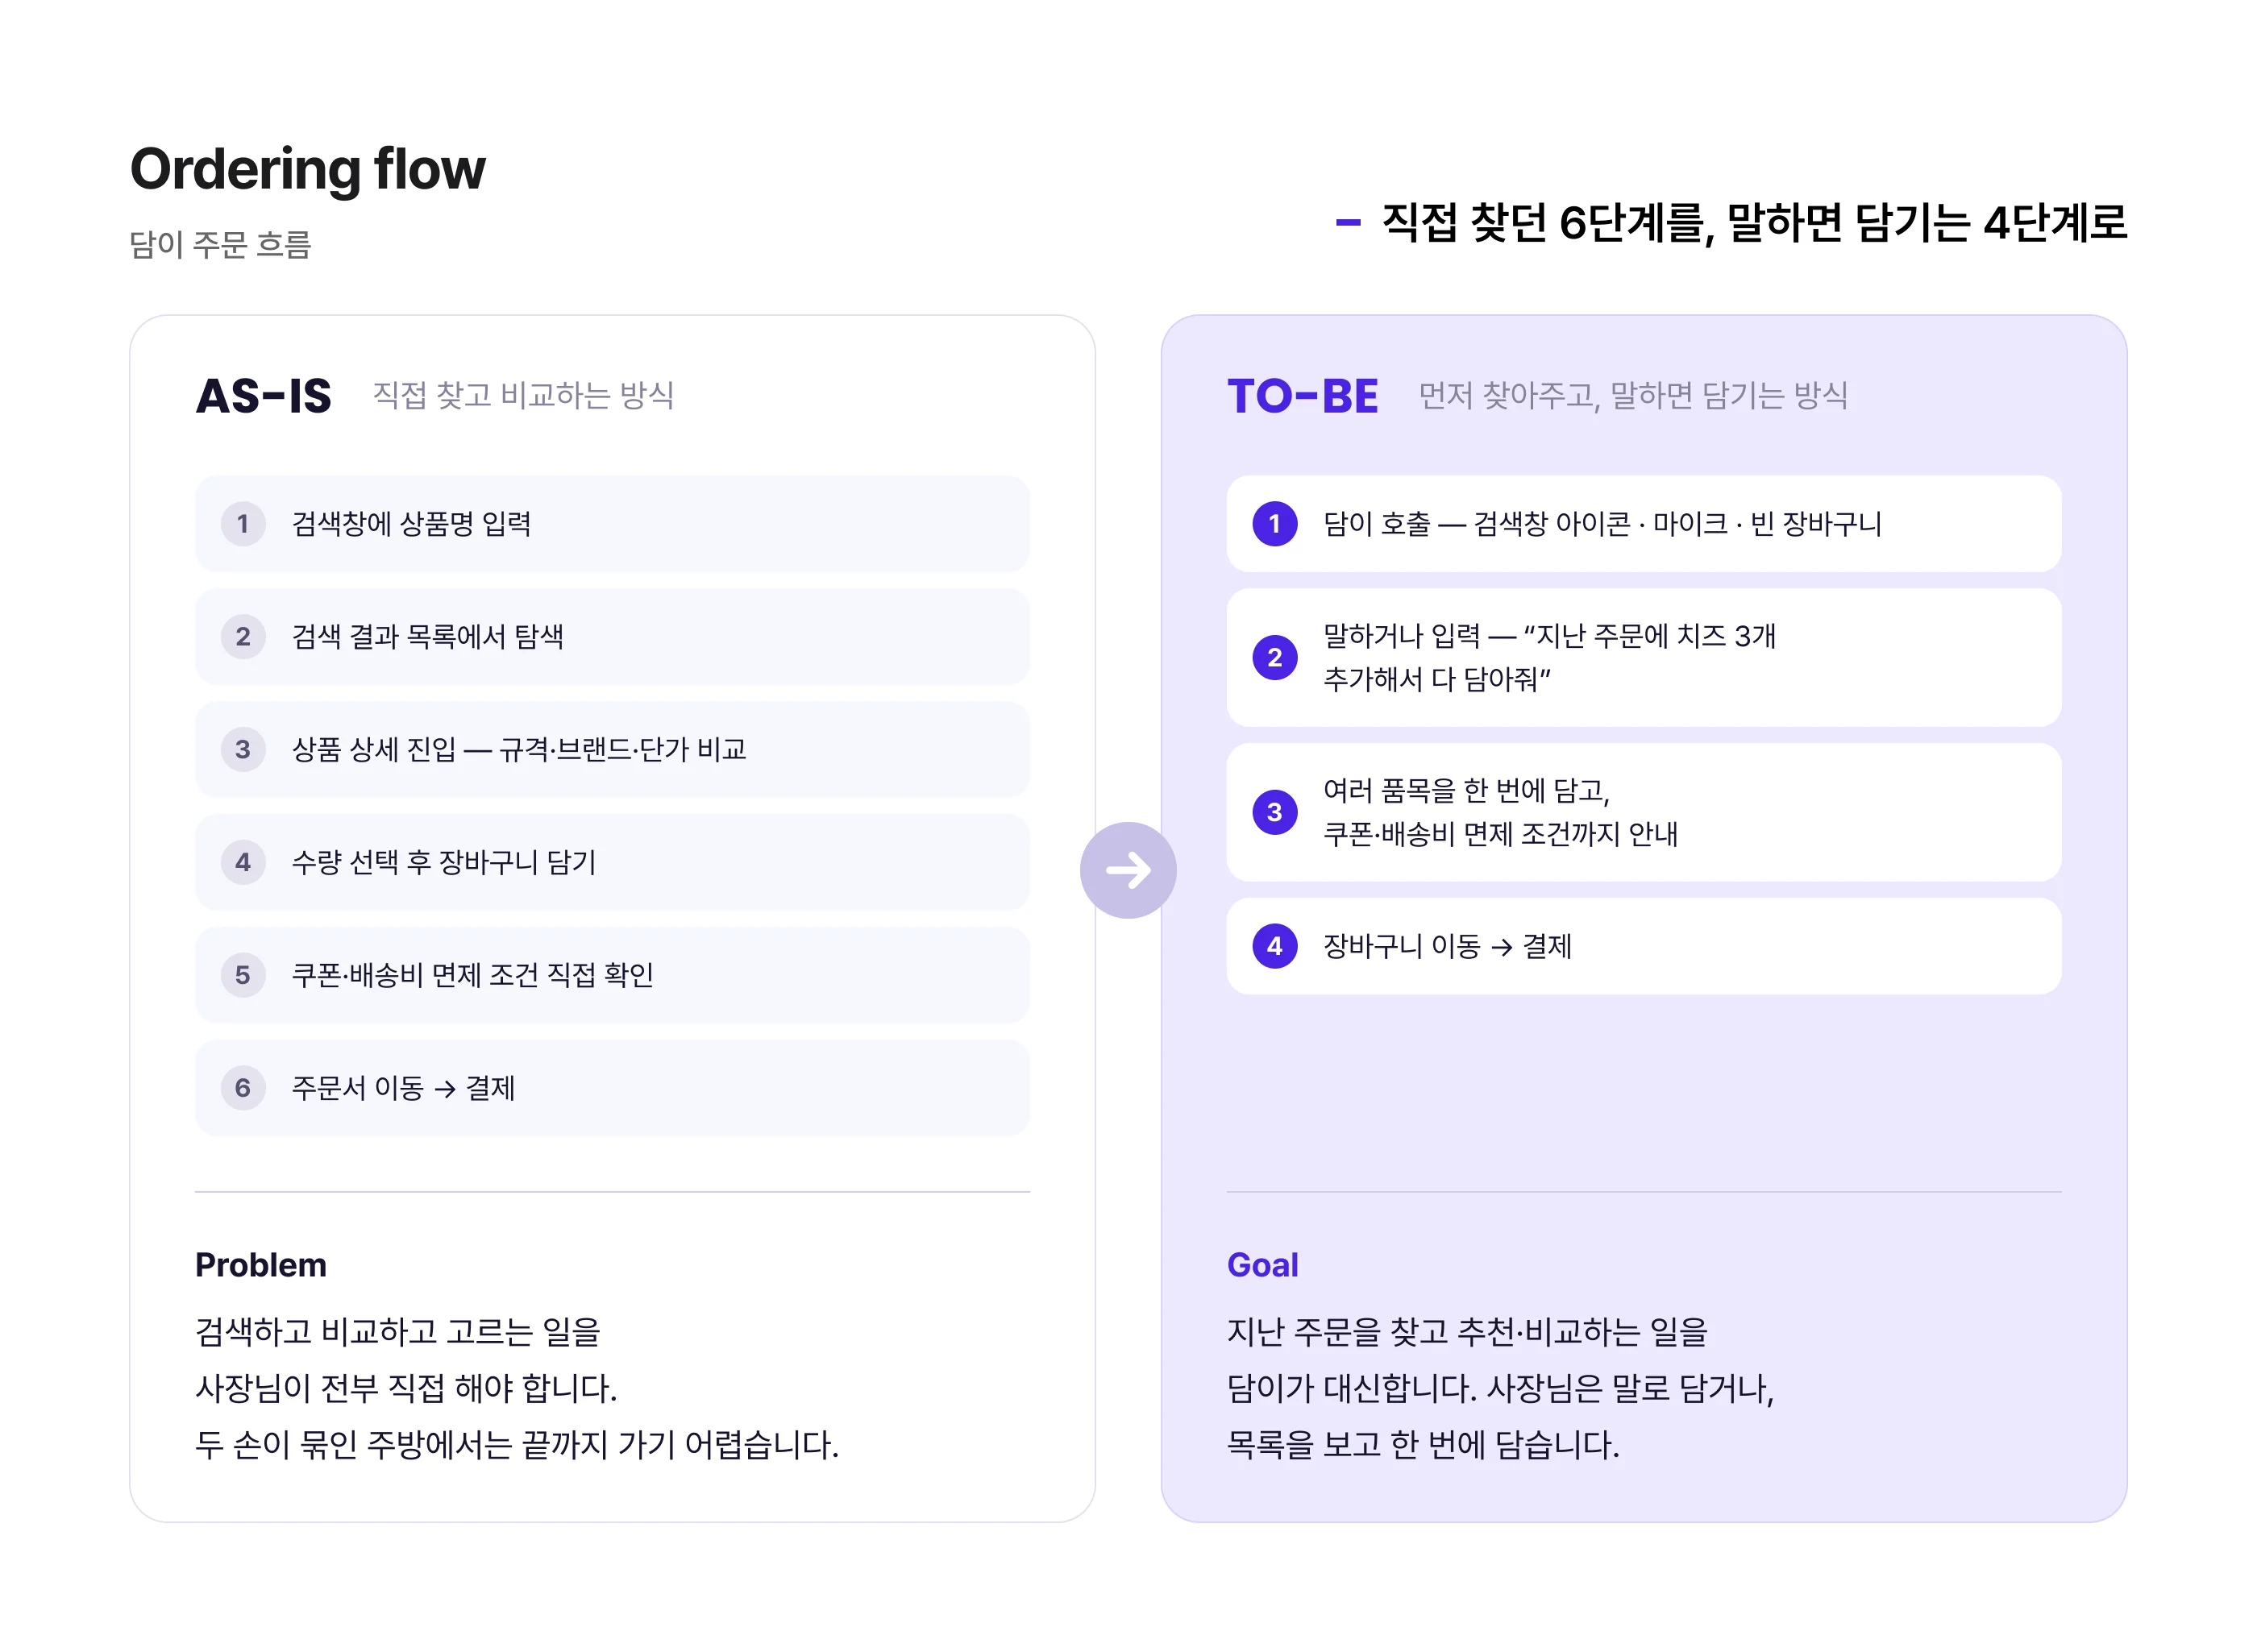 Ordering flow
담이 주문 흐름
– 직접 찾던 6단계를, 말하면 담기는 4단계로
AS–IS 직접 찾고 비교하는 방식
1 검색창에 상품명 입력
2 검색 결과 목록에서 탐색
3 상품 상세 진입 — 규격·브랜드·단가 비교
4 수량 선택 후 장바구니 담기
5 쿠폰·배송비 면제 조건 직접 확인
6 주문서 이동 → 결제
Problem
검색하고 비교하고 고르는 일을
사장님이 전부 직접 해야 합니다.
두 손이 묶인 주방에서는 끝까지 가기 어렵습니다.
TO–BE 먼저 찾아주고, 말하면 담기는 방식
1 담이 호출 — 검색창 아이콘 · 마이크 · 빈 장바구니
2 말하거나 입력 — “지난 주문에 치즈 3개
추가해서 다 담아줘”
3 여러 품목을 한 번에 담고,
쿠폰·배송비 면제 조건까지 안내
4 장바구니 이동 → 결제
Goal
지난 주문을 찾고 추천·비교하는 일을
담이가 대신합니다. 사장님은 말로 담거나,
목록을 보고 한 번에 담습니다.